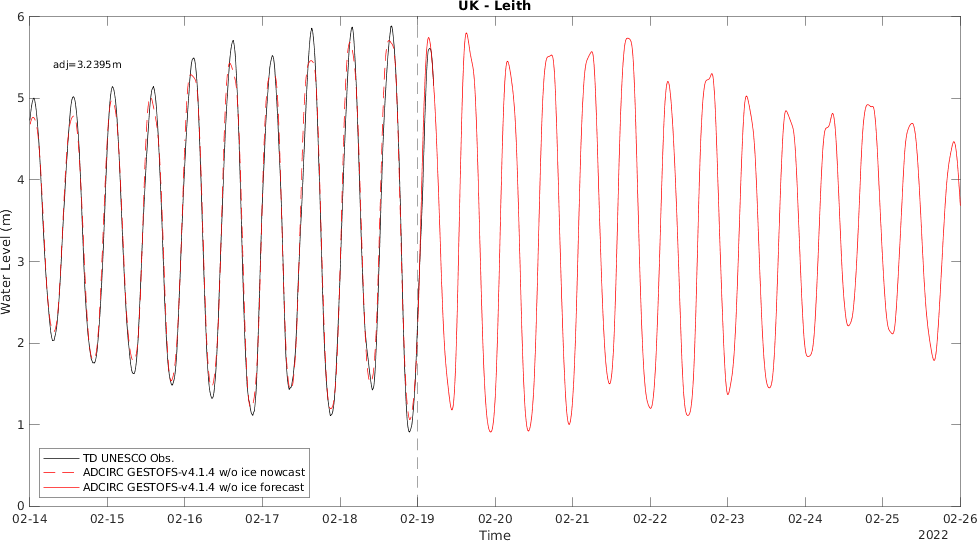 UK - Leith
6
adj=3.2395m
5
4
3
2
1
0
Water Level (m)
TD UNESCO Obs.
ADCIRC GESTOFS-v4.1.4 w/o ice nowcast
ADCIRC GESTOFS-v4.1.4 w/o ice forecast
02-14 02-15 02-16 02-17 02-18 02-19 02-20 02-21 02-22 02-23 02-24 02-25 02-26
Time
2022